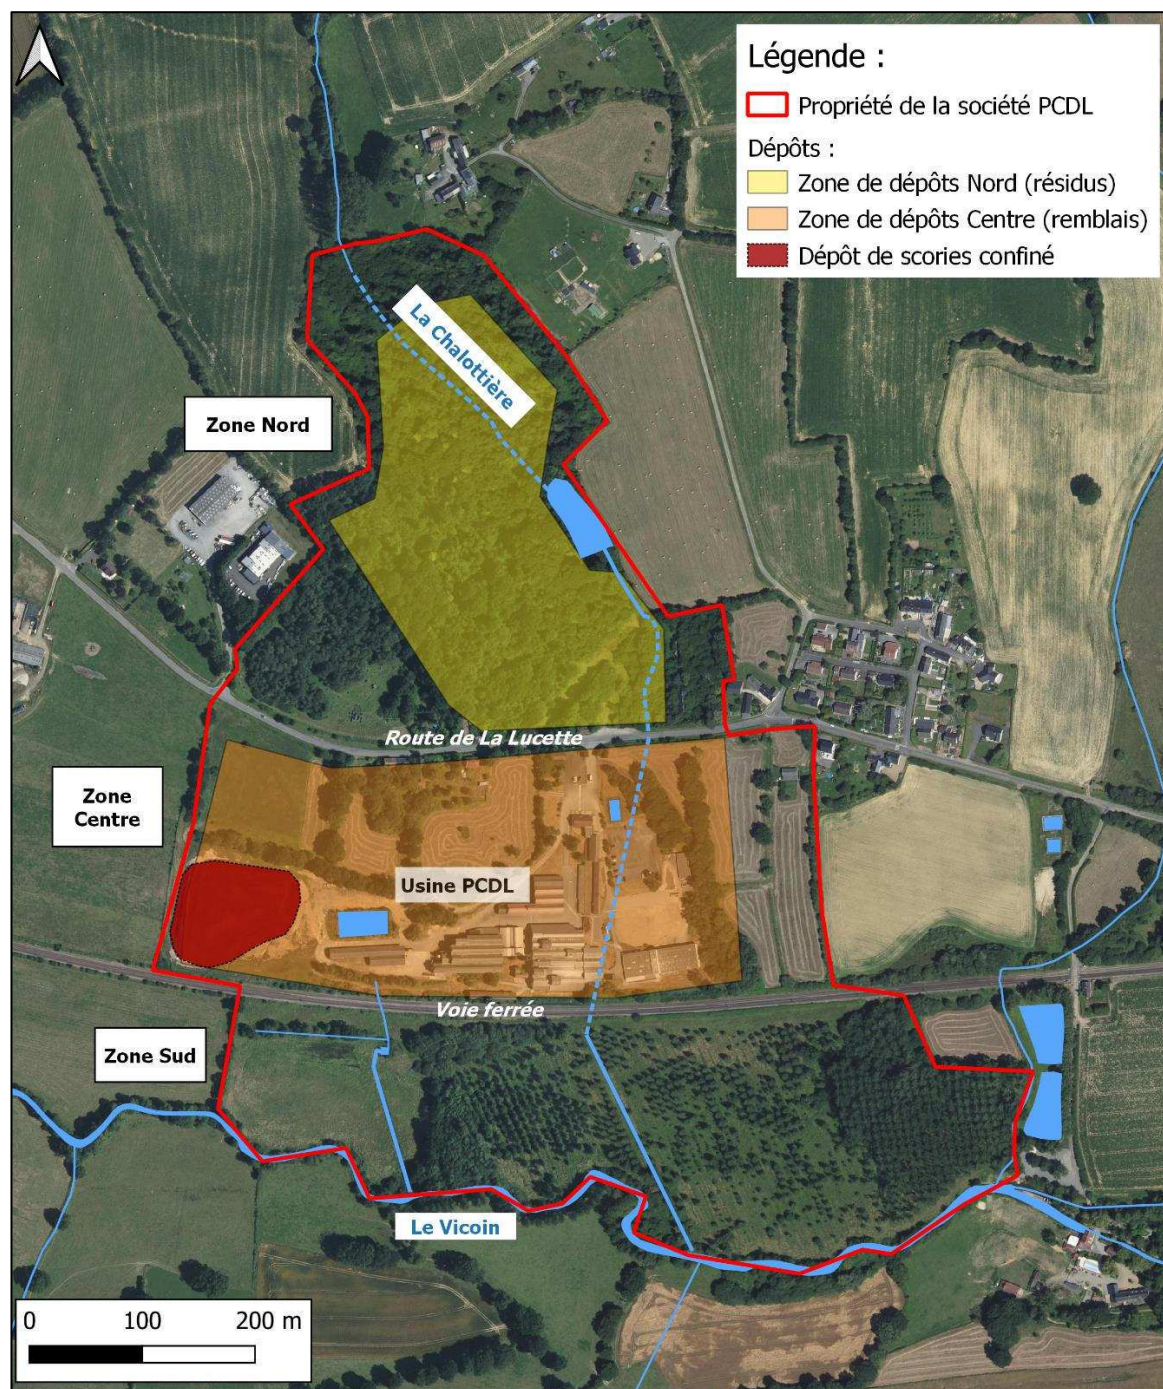 Légende :
Propriété de la société PCDL
Dépôts :
Zone de dépôts Nord (résidus)
Zone de dépôts Centre (remblais)
Dépôt de scories confiné
La Chalottière
Zone Nord
Route de La Lucette
Zone
Centre
Usine PCDL
Voie ferrée
Zone Sud
Le Vicoin
0 100 200 m